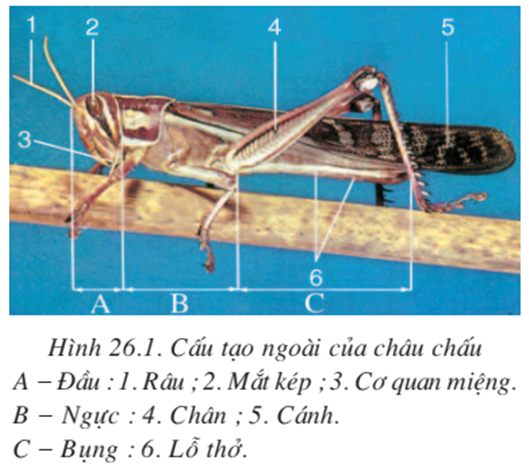 1
2
4
5
3
6
A
B
C
Hình 26.1. Cấu tạo ngoài của châu chấu
A – Đầu : 1. Râu ; 2. Mắt kép ; 3. Cơ quan miệng.
B – Ngực : 4. Chân ; 5. Cánh.
C – Bụng : 6. Lỗ thở.